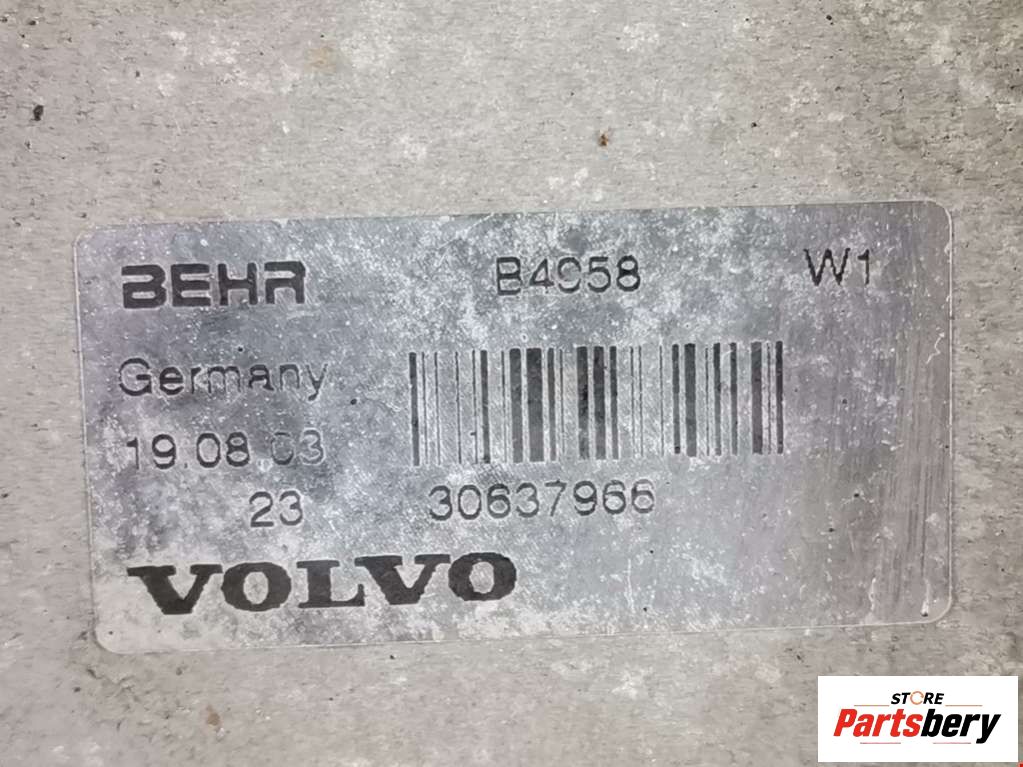 BEHR B4958 W1
Germany
19.08.03
23 30637966
VOLVO
STORE
Partsbery